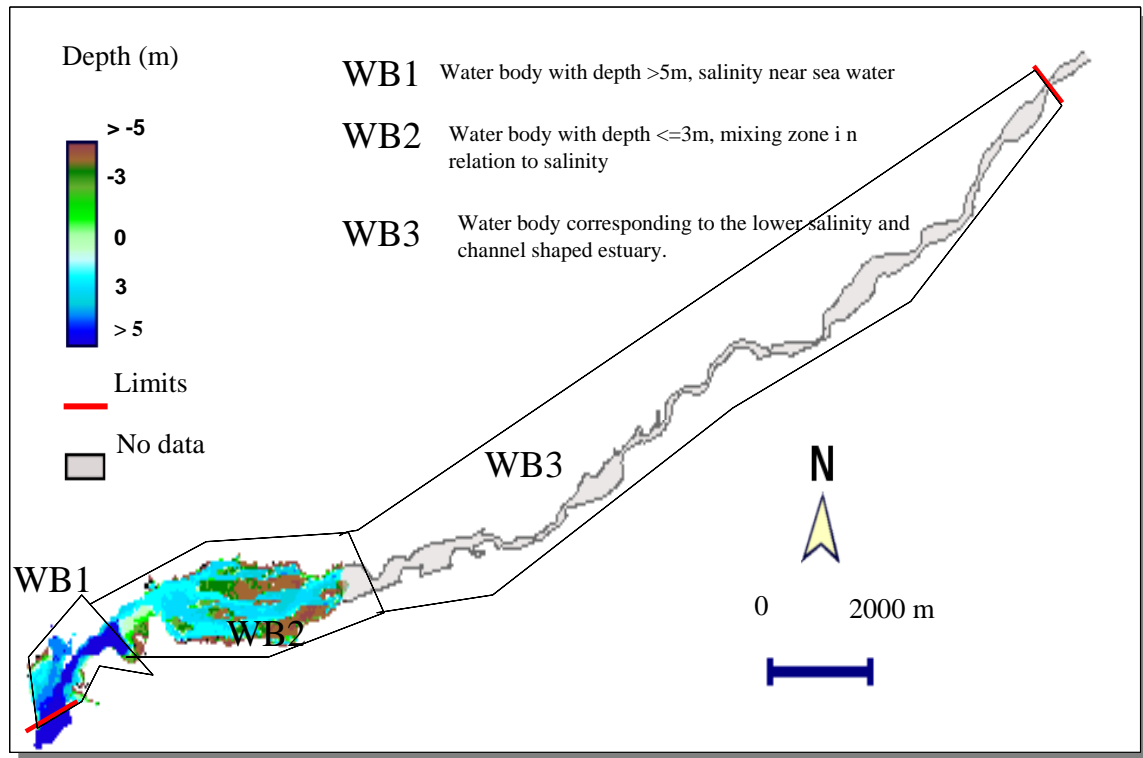 Depth (m)
> -5
-3
0
3
> 5
Limits
No data
WB1 Water body with depth >5m, salinity near sea water
WB2 Water body with depth <=3m, mixing zone i n
relation to salinity
WB3 Water body corresponding to the lower salinity and
channel shaped estuary.
WB3
N
WB1
WB2
0 2000 m